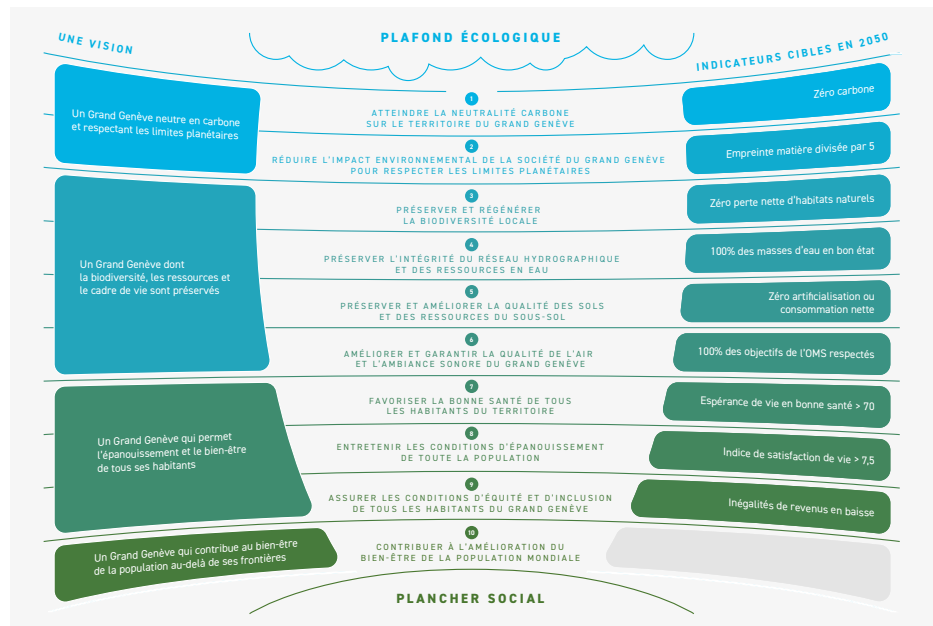 UNE VISION
PLAFOND ÉCOLOGIQUE
INDICATEURS CIBLES EN 2050
Un Grand Genève neutre en carbone
et respectant les limites planétaires
1
ATTEINDRE LA NEUTRALITÉ CARBONE
SUR LE TERRITOIRE DU GRAND GENÈVE
Zéro carbone
2
RÉDUIRE L'IMPACT ENVIRONNEMENTAL DE LA SOCIÉTÉ DU GRAND GENÈVE
POUR RESPECTER LES LIMITES PLANÉTAIRES
Empreinte matière divisée par 5
Un Grand Genève dont
la biodiversité, les ressources et
le cadre de vie sont préservés
3
PRÉSERVER ET RÉGÉNÉRER
LA BIODIVERSITÉ LOCALE
Zéro perte nette d'habitats naturels
4
PRÉSERVER L'INTÉGRITÉ DU RÉSEAU HYDROGRAPHIQUE
ET DES RESSOURCES EN EAU
100% des masses d'eau en bon état
5
PRÉSERVER ET AMÉLIORER LA QUALITÉ DES SOLS
ET DES RESSOURCES DU SOUS-SOL
Zéro artificialisation ou
consommation nette
6
AMÉLIORER ET GARANTIR LA QUALITÉ DE L'AIR
ET L'AMBIANCE SONORE DU GRAND GENÈVE
100% des objectifs de l'OMS respectés
Un Grand Genève qui permet
l'épanouissement et le bien-être
de tous ses habitants
7
FAVORISER LA BONNE SANTÉ DE TOUS
LES HABITANTS DU TERRITOIRE
Espérance de vie en bonne santé > 70
8
ENTRETENIR LES CONDITIONS D'ÉPANOUISSEMENT
DE TOUTE LA POPULATION
Indice de satisfaction de vie > 7,5
9
ASSURER LES CONDITIONS D'ÉQUITÉ ET D'INCLUSION
DE TOUS LES HABITANTS DU GRAND GENÈVE
Inégalités de revenus en baisse
Un Grand Genève qui contribue au bien-être
de la population au-delà de ses frontières
10
CONTRIBUER À L'AMÉLIORATION DU
BIEN-ÊTRE DE LA POPULATION MONDIALE
PLANCHER SOCIAL